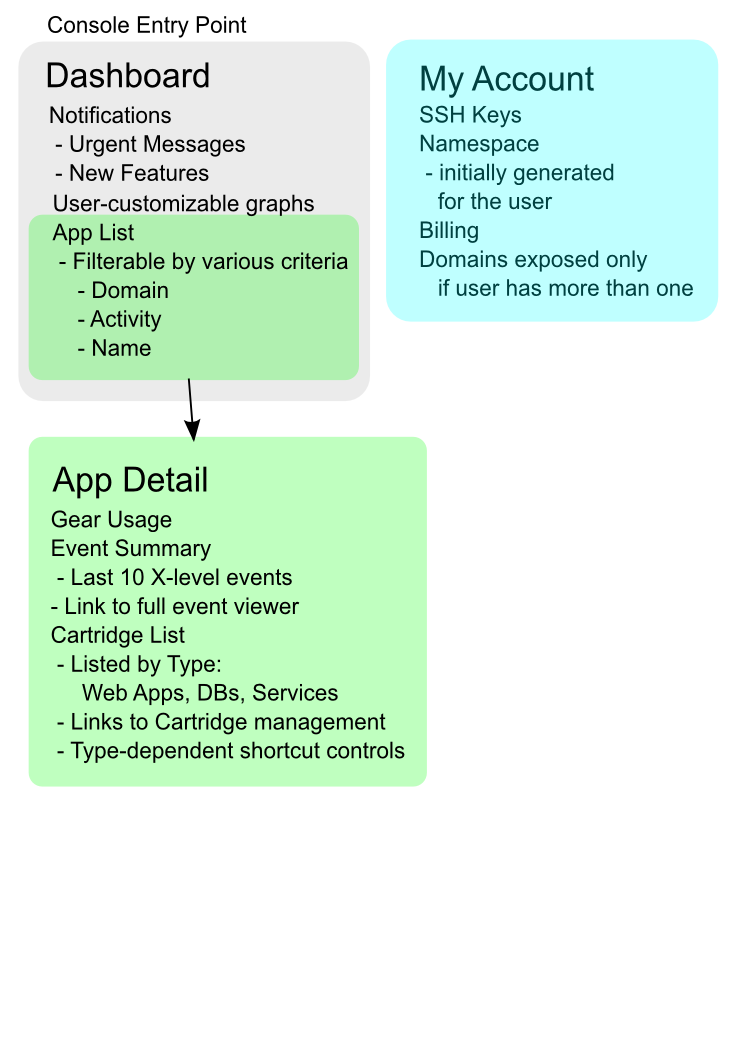 Console Entry Point
Dashboard
Notifications
- Urgent Messages
- New Features
User-customizable graphs
App List
- Filterable by various criteria
- Domain
- Activity
- Name
My Account
SSH Keys
Namespace
- initially generated
for the user
Billing
Domains exposed only
if user has more than one
App Detail
Gear Usage
Event Summary
- Last 10 X-level events
- Link to full event viewer
Cartridge List
- Listed by Type:
Web Apps, DBs, Services
- Links to Cartridge management
- Type-dependent shortcut controls